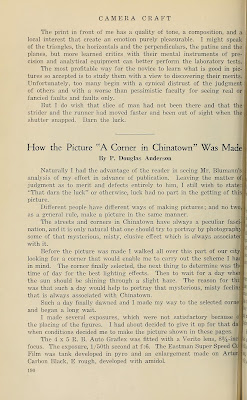 CAMERA CRAFT
The print in front of me has a quality of tone, a composition, and a
local interest that create an emotion purely pleasurable. I might speak
of the triangles, the horizontals and the perpendiculars, the patine and the
planes, but more learned critics with their mental instruments of pre-
cision and analytical equipment can better perform the laboratory tests.
The most profitable way for the novice to learn what is good in pic-
tures so accepted is to study them with a view to discovering their merits.
Unfortunately, too many begin with a cynical distrust of the judgment
of others and with a worse than pessimistic faculty for seeing real or
fancied faults and faults only.
But I do wish that slice of man had not been there and that the
strider and the runner had moved faster and been out of sight when the
shutter snapped. Darn the luck.
How the Picture "A Corner in Chinatown" Was Made
By P. Douglas Anderson
Naturally I had the advantage of the reader in seeing Mr. Blumann's
analysis of my effort in advance of publication. Leaving the matter of
judgment as to merit and defects entirely to him, I still wish to state:
"That darn the luck" or otherwise, luck had no part in the getting of this
picture.
Different people have different ways of making pictures; and no two,
as a general rule, make a picture in the same manner.
The streets and corners in Chinatown have always a peculiar fasci-
nation, and it is only natural that one should try to portray by photography
some of that mysterious, misty, elusive effect which is always associated
with it.
Before the picture was made I walked all over this part of our city
looking for a corner that would enable me to carry out the scheme I had
in mind. The corner finally selected, the next thing to determine was the
time of day for the best lighting effects. Then to wait for a day when
the sun should be shining through a slight haze. The reason for this
was that such a day would help to portray that mysterious, misty feeling
that is always associated with Chinatown.
Such a day finally dawned and I made my way to the selected corner
and began a long wait.
I made several exposures, which were not satisfactory because of
the placing of the figures. I had about decided to give it up for that day
when conditions decided me to make the picture shown in these pages.
The 4 x 5 R. B. Auto Graflex was fitted with a Verito lens, 8¾-inch
focus. The exposure, 1/50th second at f:6. The Eastman Super Speed Cut
Film was tank developed in pyro and an enlargement made on Artura
Carbon Black, E rough, developed with amidol.